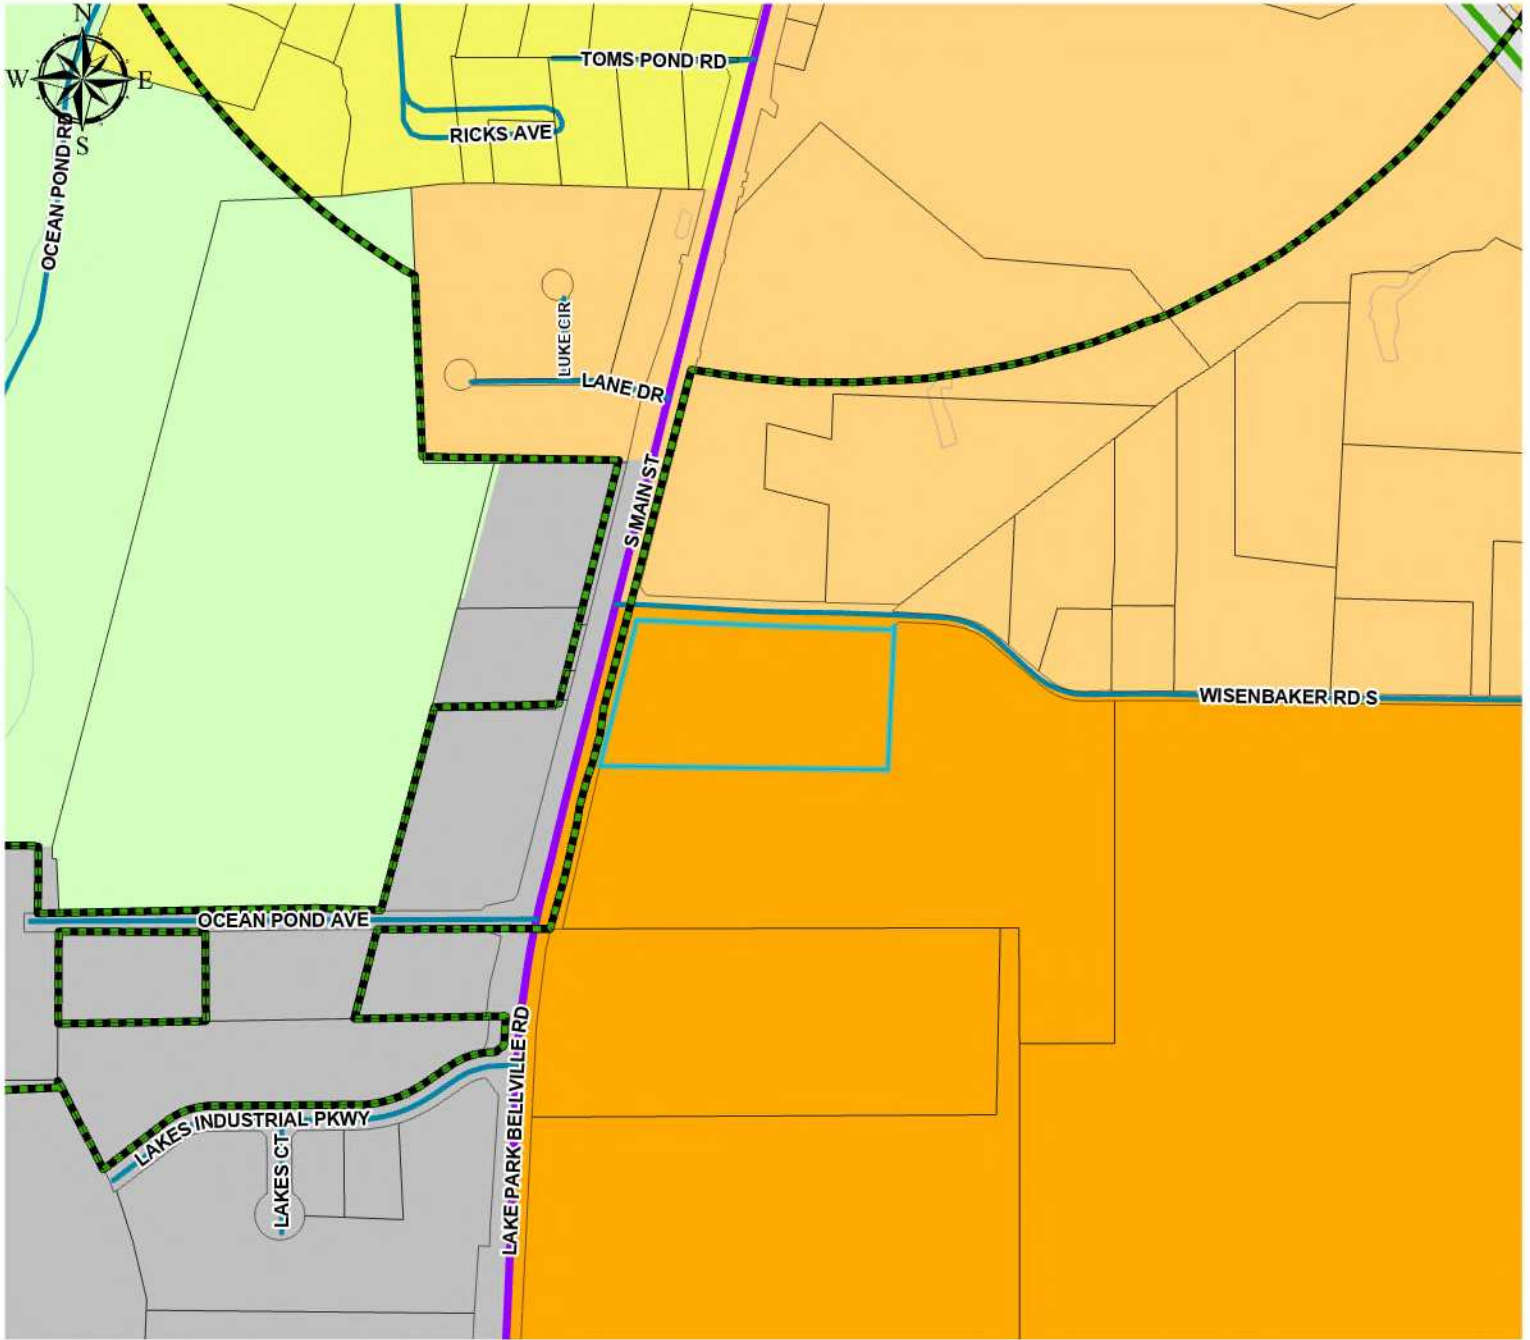 N
W E
S
TOMS POND RD
RICKS AVE
OCEAN POND RD
LUKE CIR
LANE DR
S MAIN ST
WISENBAKER RD S
OCEAN POND AVE
LAKES INDUSTRIAL PKWY
LAKES CT
LAKE PARK BELLVILLE RD